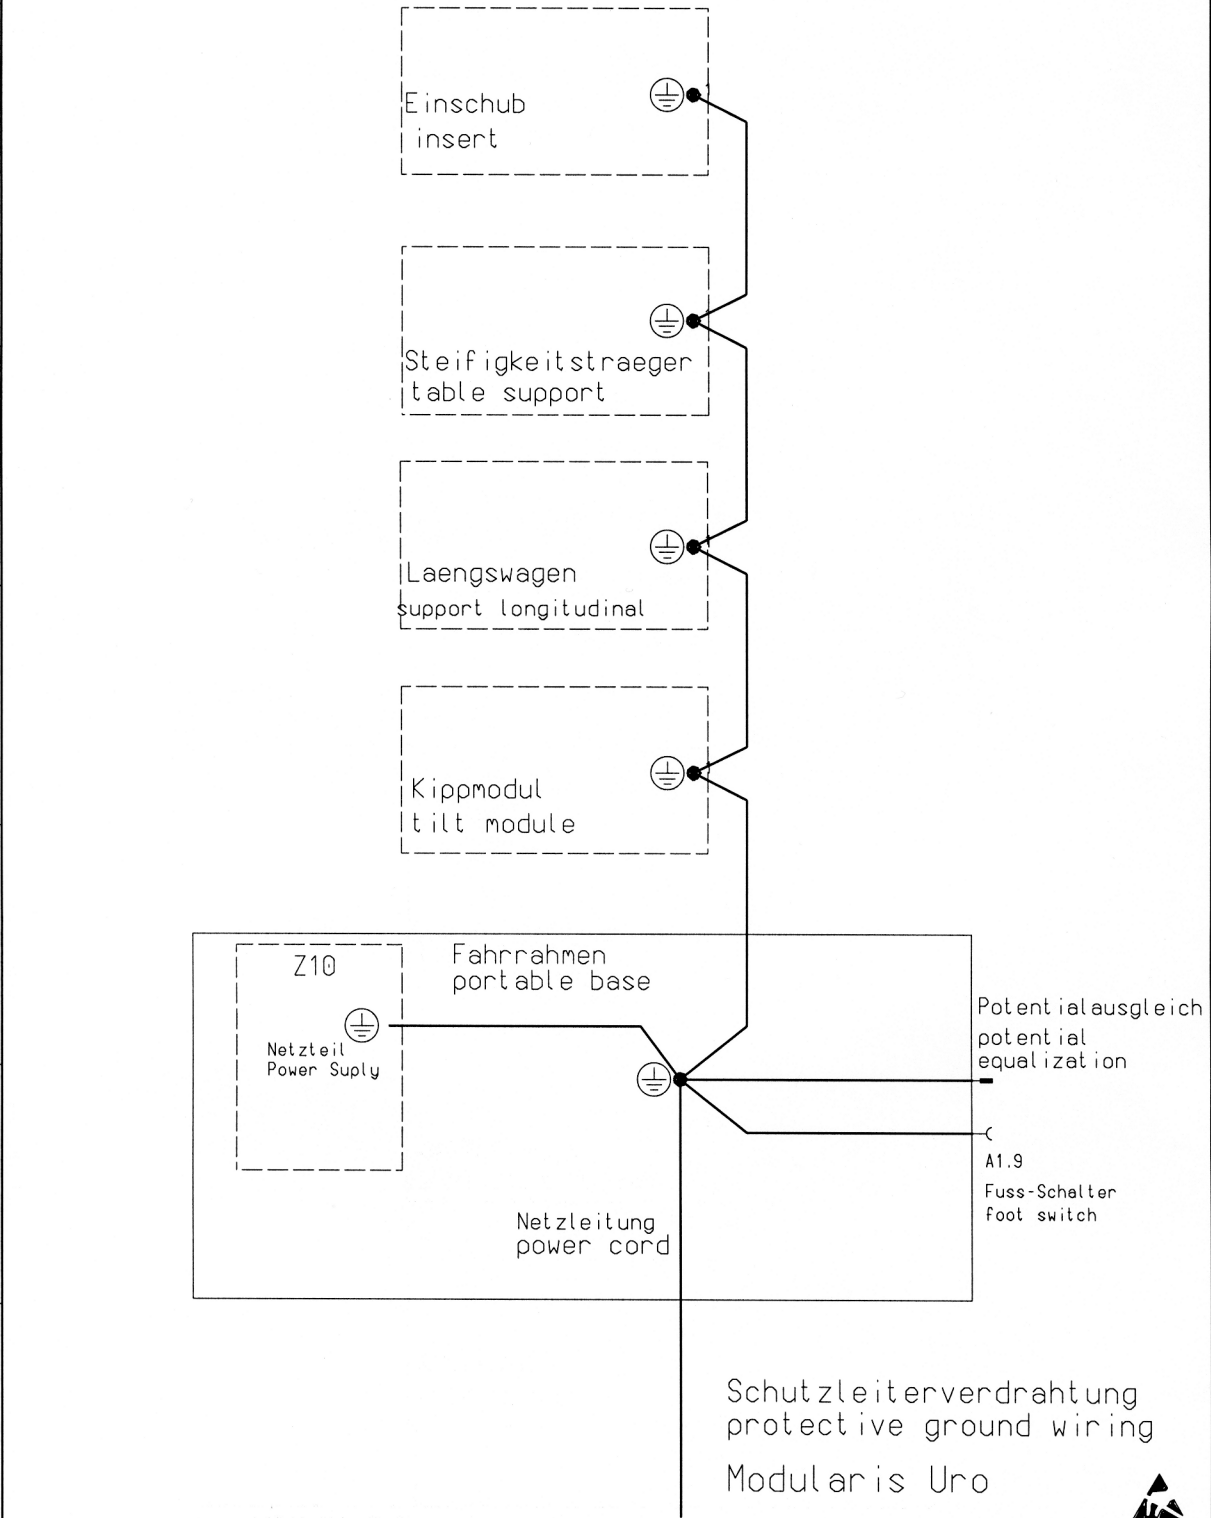 Einschub
insert
Steifigkeitstraeger
table support
Laengswagen
support longitudinal
Kippmodul
tilt module
Z10
Fahrrahmen
portable base
Netzteil
Power Suply
Potentialausgleich
potential
equalization
A1.9
Fuss-Schalter
foot switch
Netzleitung
power cord
Schutzleiterverdrahtung
protective ground wiring
Modularis Uro